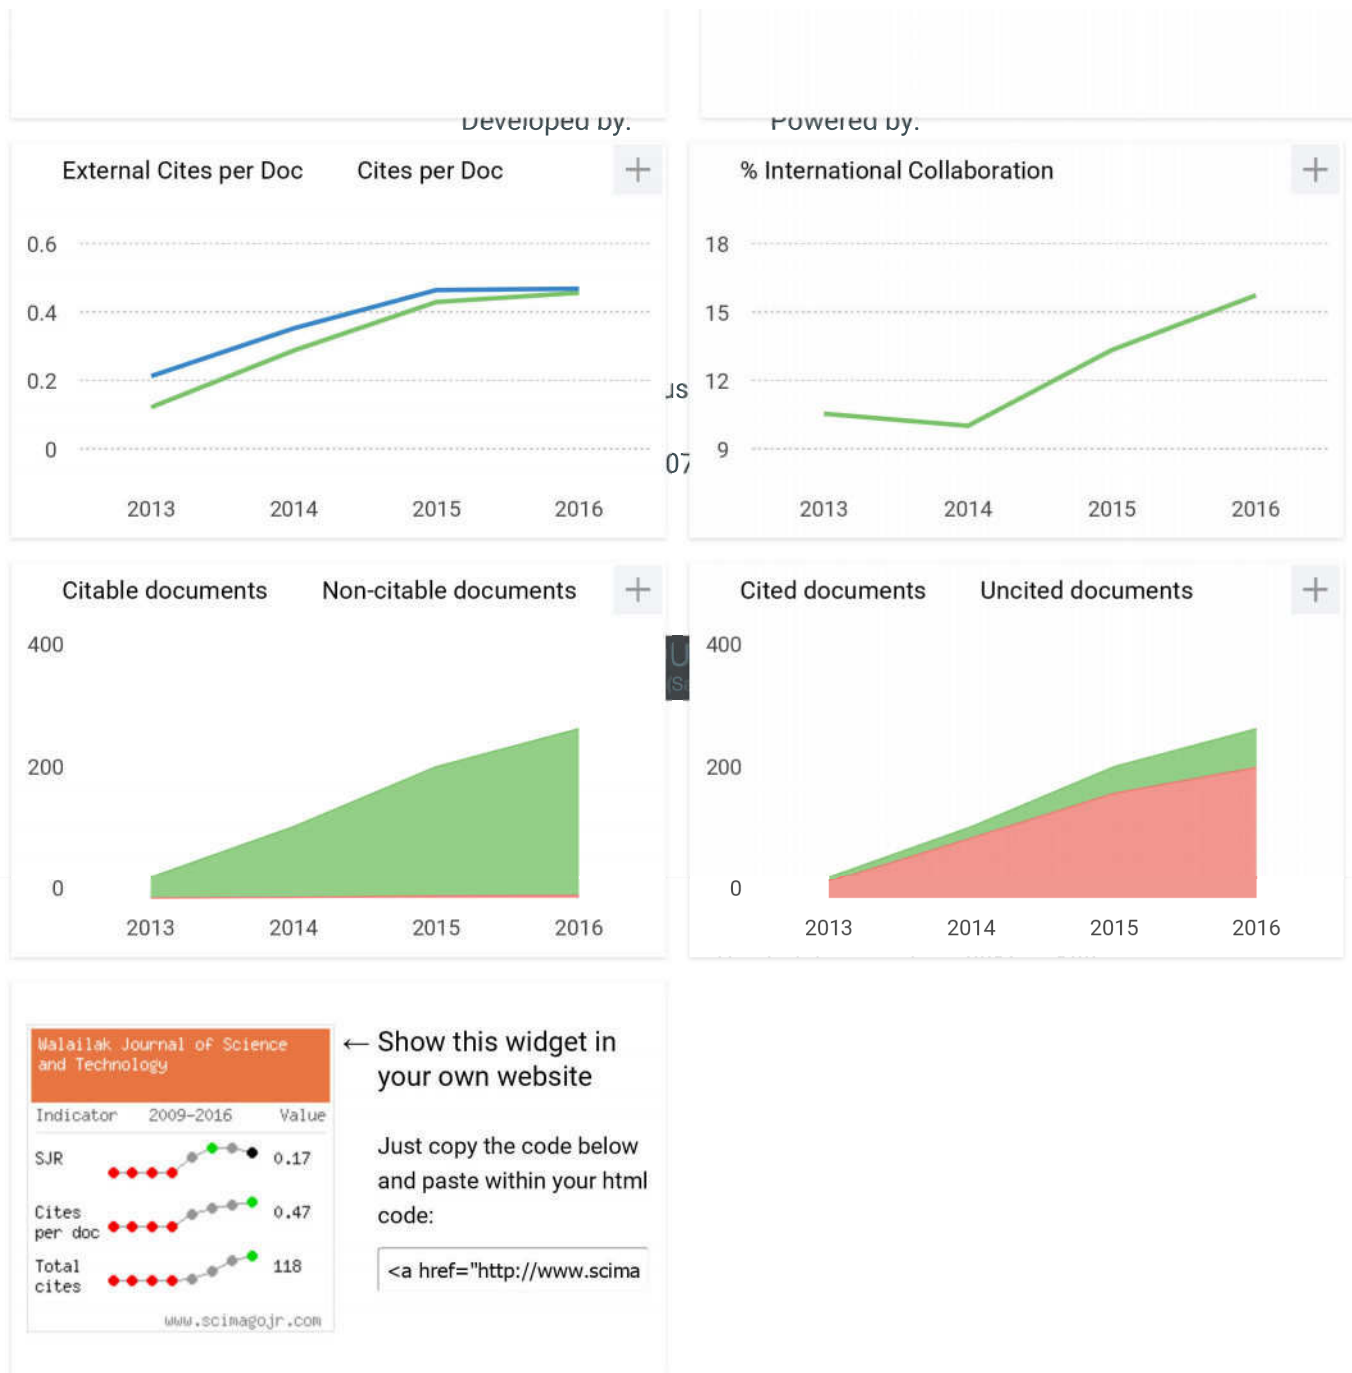 Developed by:
Powered by:
External Cites per Doc Cites per Doc
0.6
0.4
0.2
0
2013 2014 2015 2016
% International Collaboration
18
15
12
9
2013 2014 2015 2016
us
07
Citable documents Non-citable documents
400
200
0
2013 2014 2015 2016
U
(Sc
Cited documents Uncited documents
400
200
0
2013 2014 2015 2016
Walailak Journal of Science
and Technology
Indicator 2009-2016 Value
SJR 0.17
Cites
per doc 0.47
Total
cites 118
www.scimagojr.com
← Show this widget in
your own website
Just copy the code below
and paste within your html
code:
<a href="http://www.scima